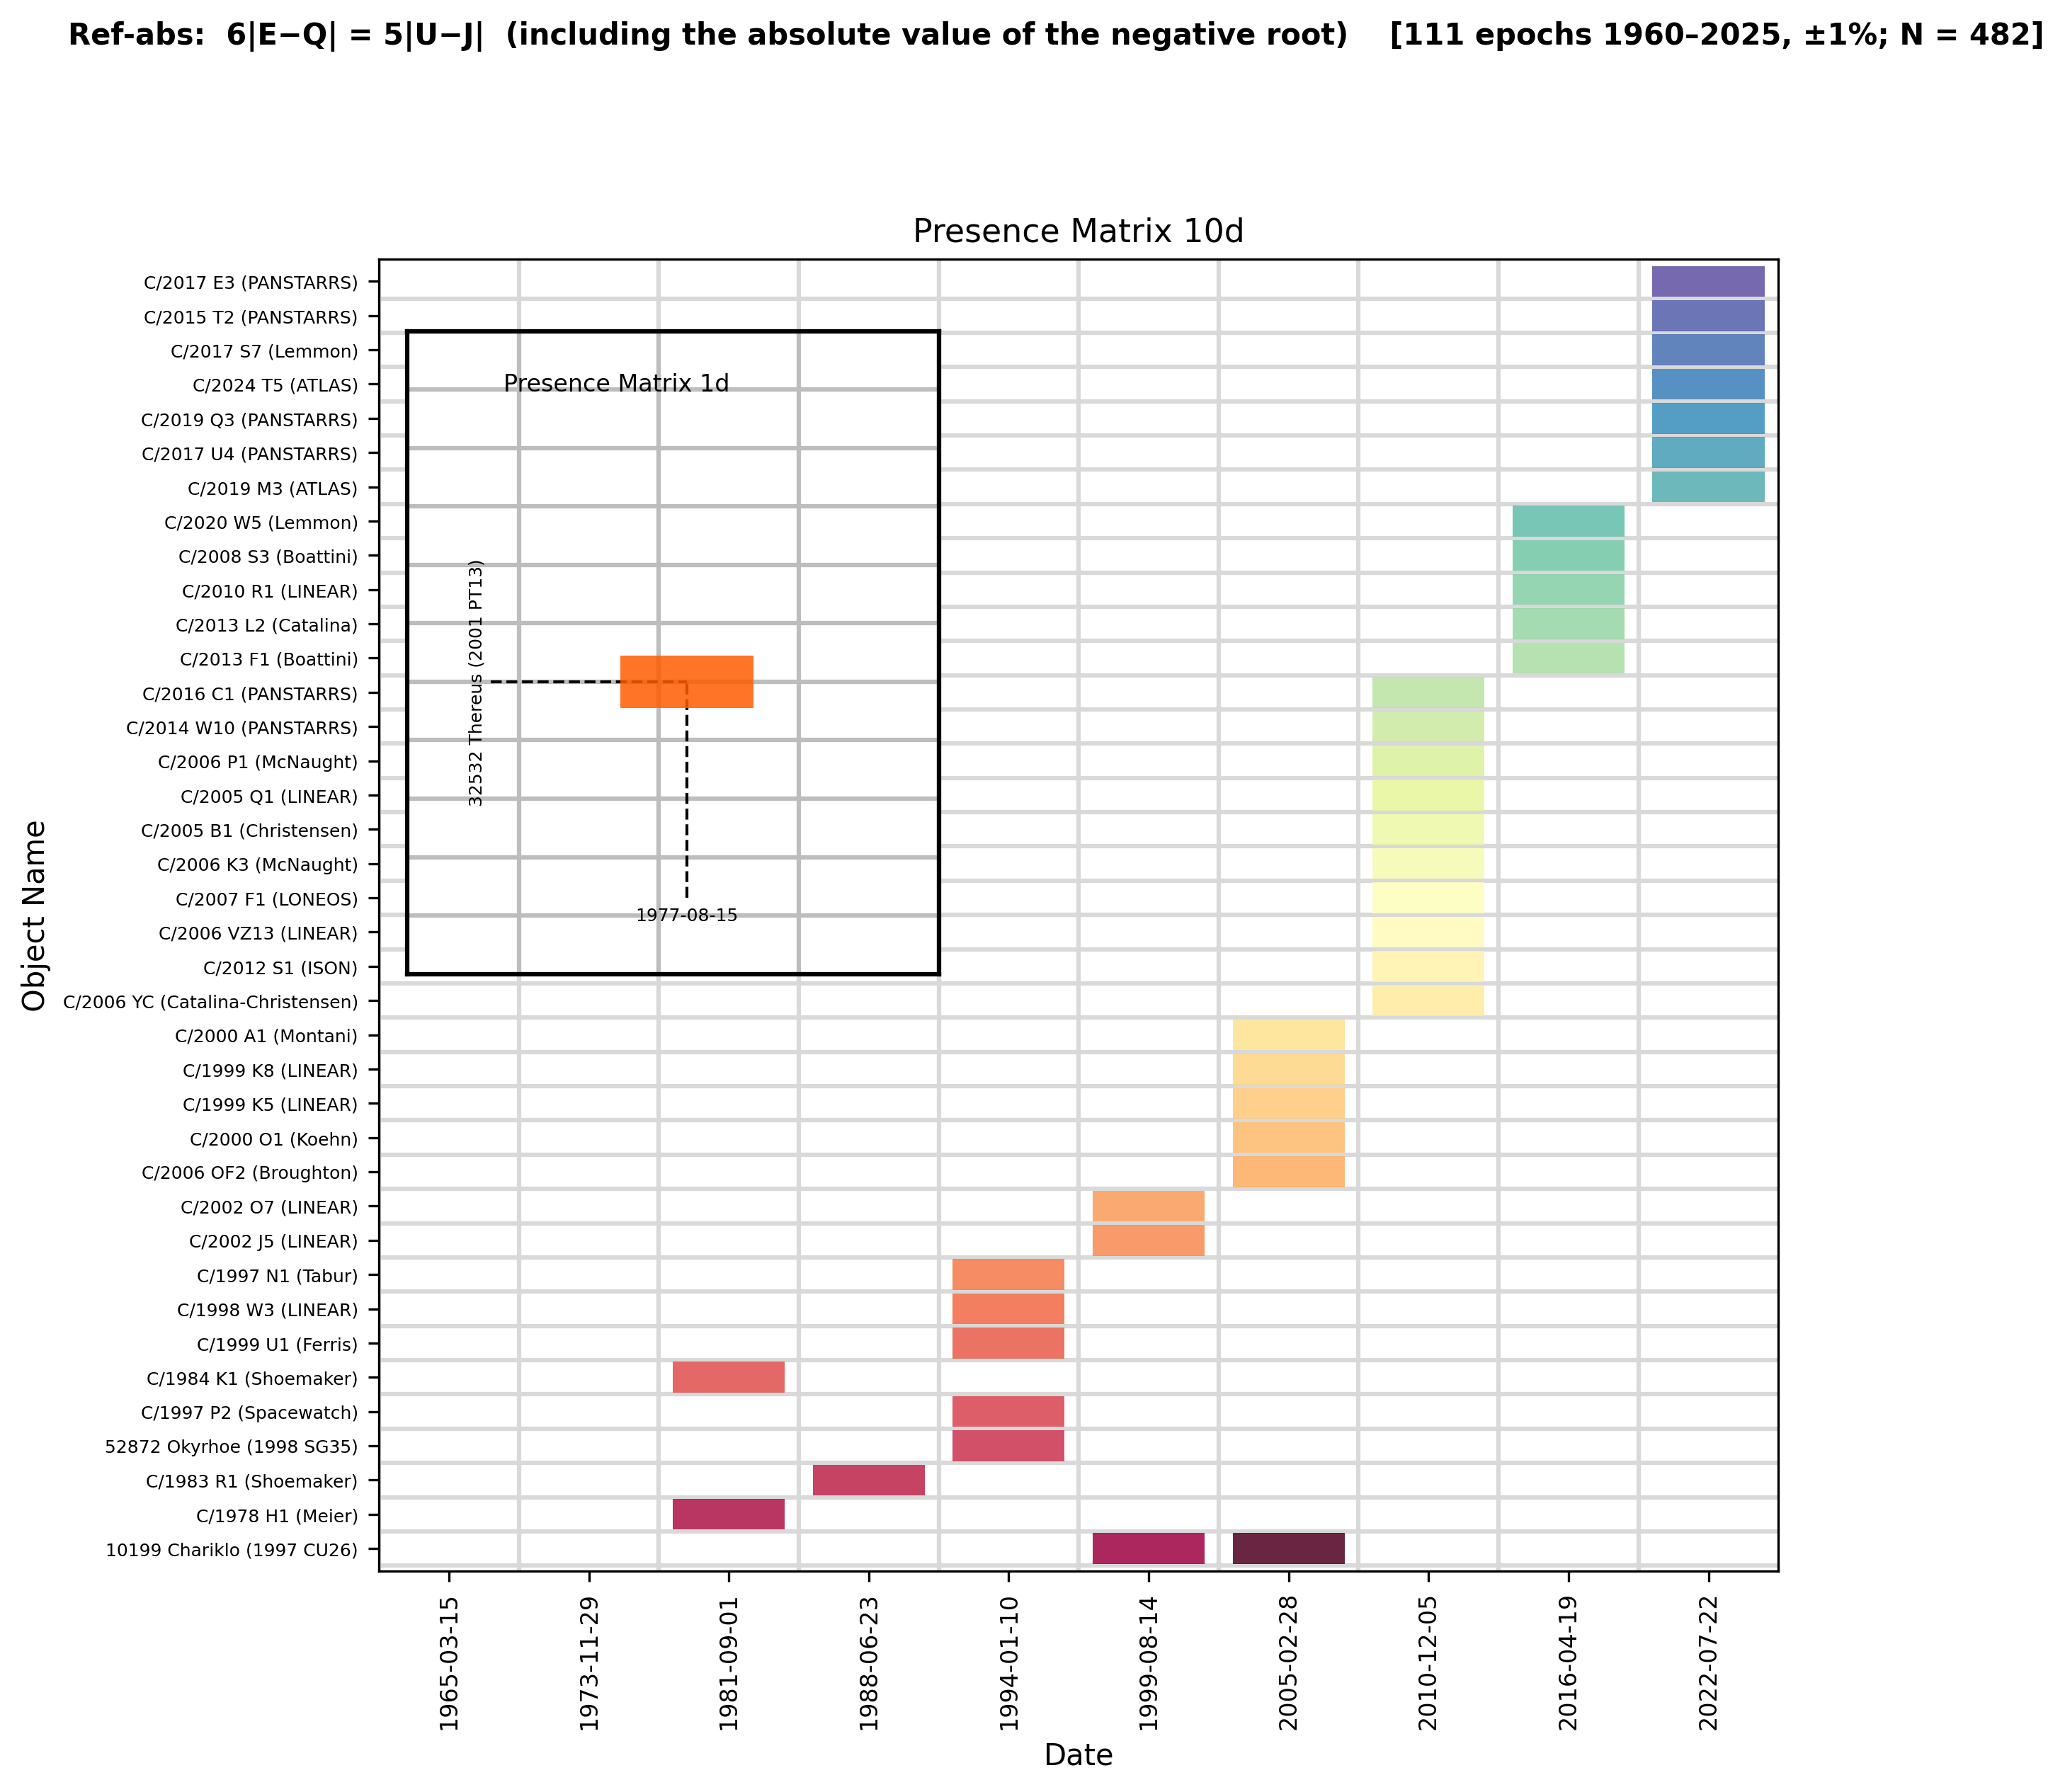 Ref-abs:  6|E−Q| = 5|U−J|  (including the absolute value of the negative root)    [111 epochs 1960–2025, ±1%; N = 482]
Presence Matrix 10d
Object Name
C/2017 E3 (PANSTARRS)
C/2015 T2 (PANSTARRS)
C/2017 S7 (Lemmon)
C/2024 T5 (ATLAS)
C/2019 Q3 (PANSTARRS)
C/2017 U4 (PANSTARRS)
C/2019 M3 (ATLAS)
C/2020 W5 (Lemmon)
C/2008 S3 (Boattini)
C/2010 R1 (LINEAR)
C/2013 L2 (Catalina)
C/2013 F1 (Boattini)
C/2016 C1 (PANSTARRS)
C/2014 W10 (PANSTARRS)
C/2006 P1 (McNaught)
C/2005 Q1 (LINEAR)
C/2005 B1 (Christensen)
C/2006 K3 (McNaught)
C/2007 F1 (LONEOS)
C/2006 VZ13 (LINEAR)
C/2012 S1 (ISON)
C/2006 YC (Catalina-Christensen)
C/2000 A1 (Montani)
C/1999 K8 (LINEAR)
C/1999 K5 (LINEAR)
C/2000 O1 (Koehn)
C/2006 OF2 (Broughton)
C/2002 O7 (LINEAR)
C/2002 J5 (LINEAR)
C/1997 N1 (Tabur)
C/1998 W3 (LINEAR)
C/1999 U1 (Ferris)
C/1984 K1 (Shoemaker)
C/1997 P2 (Spacewatch)
52872 Okyrhoe (1998 SG35)
C/1983 R1 (Shoemaker)
C/1978 H1 (Meier)
10199 Chariklo (1997 CU26)
Presence Matrix 1d
32532 Thereus (2001 PT13)
1977-08-15
1965-03-15
1973-11-29
1981-09-01
1988-06-23
1994-01-10
1999-08-14
2005-02-28
2010-12-05
2016-04-19
2022-07-22
Date